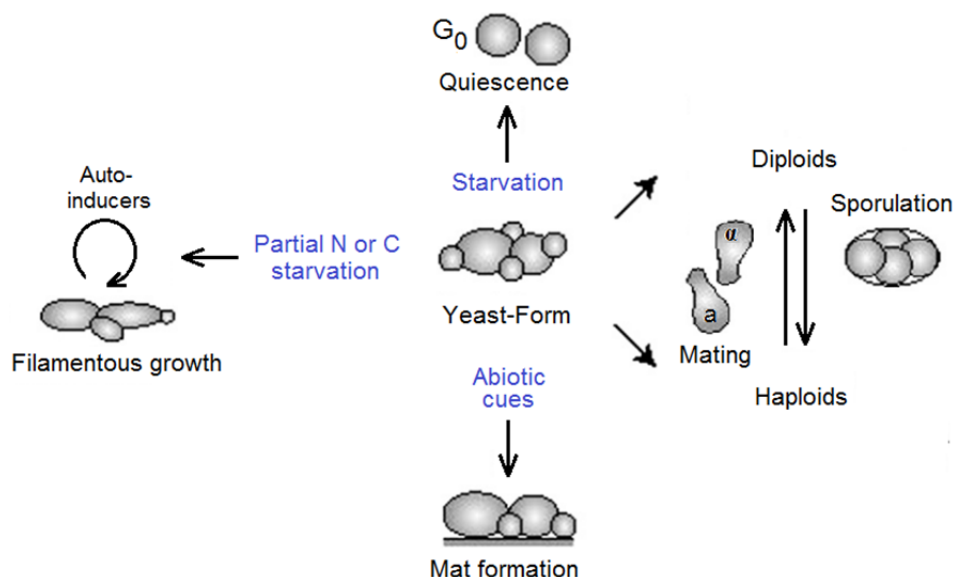 G0
Quiescence
Starvation
Auto-
inducers
Partial N or C
starvation
Filamentous growth
Yeast-Form
Abiotic
cues
Mat formation
Diploids
Sporulation
α
a
Mating
Haploids